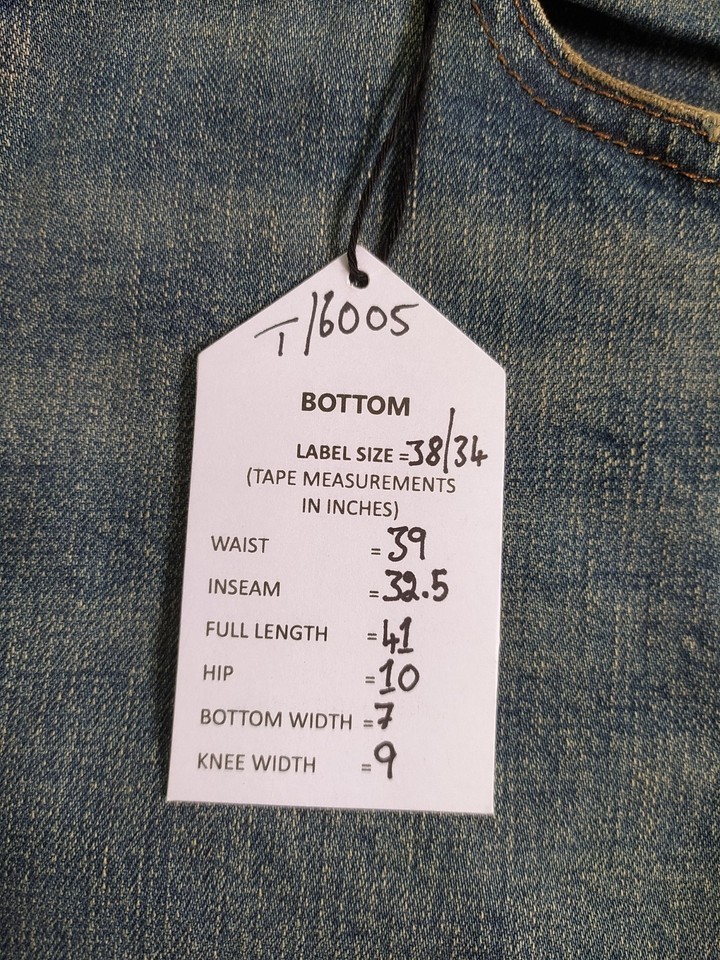 T/6005
BOTTOM
LABEL SIZE =38/34
(TAPE MEASUREMENTS
IN INCHES)
WAIST =39
INSEAM =32.5
FULL LENGTH =41
HIP =10
BOTTOM WIDTH =7
KNEE WIDTH =9